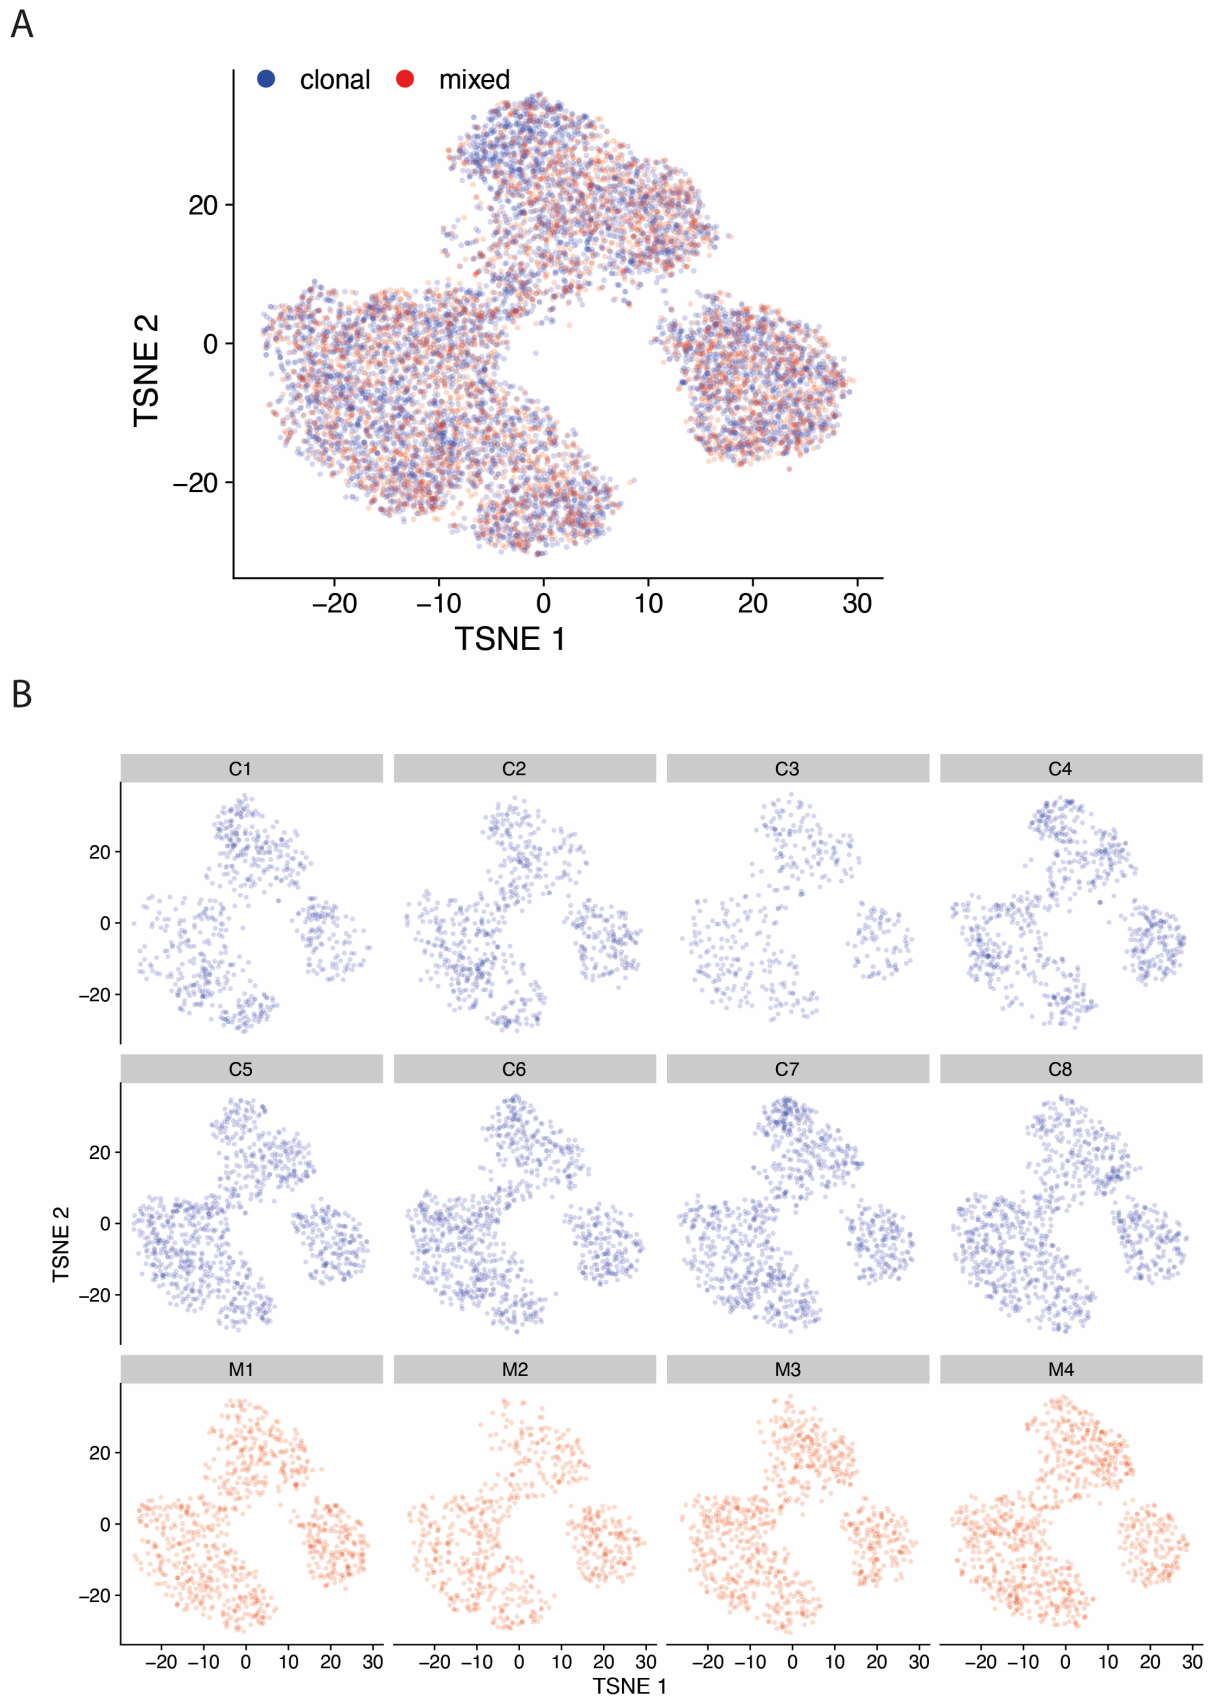 A
clonal mixed
20
0
−20
TSNE 2
−20 −10 0 10 20 30
TSNE 1
B
C1 C2 C3 C4
20
0
−20
C5 C6 C7 C8
20
0
−20
TSNE 2
M1 M2 M3 M4
20
0
−20
−20 −10 0 10 20 30 −20 −10 0 10 20 30 −20 −10 0 10 20 30 −20 −10 0 10 20 30
TSNE 1